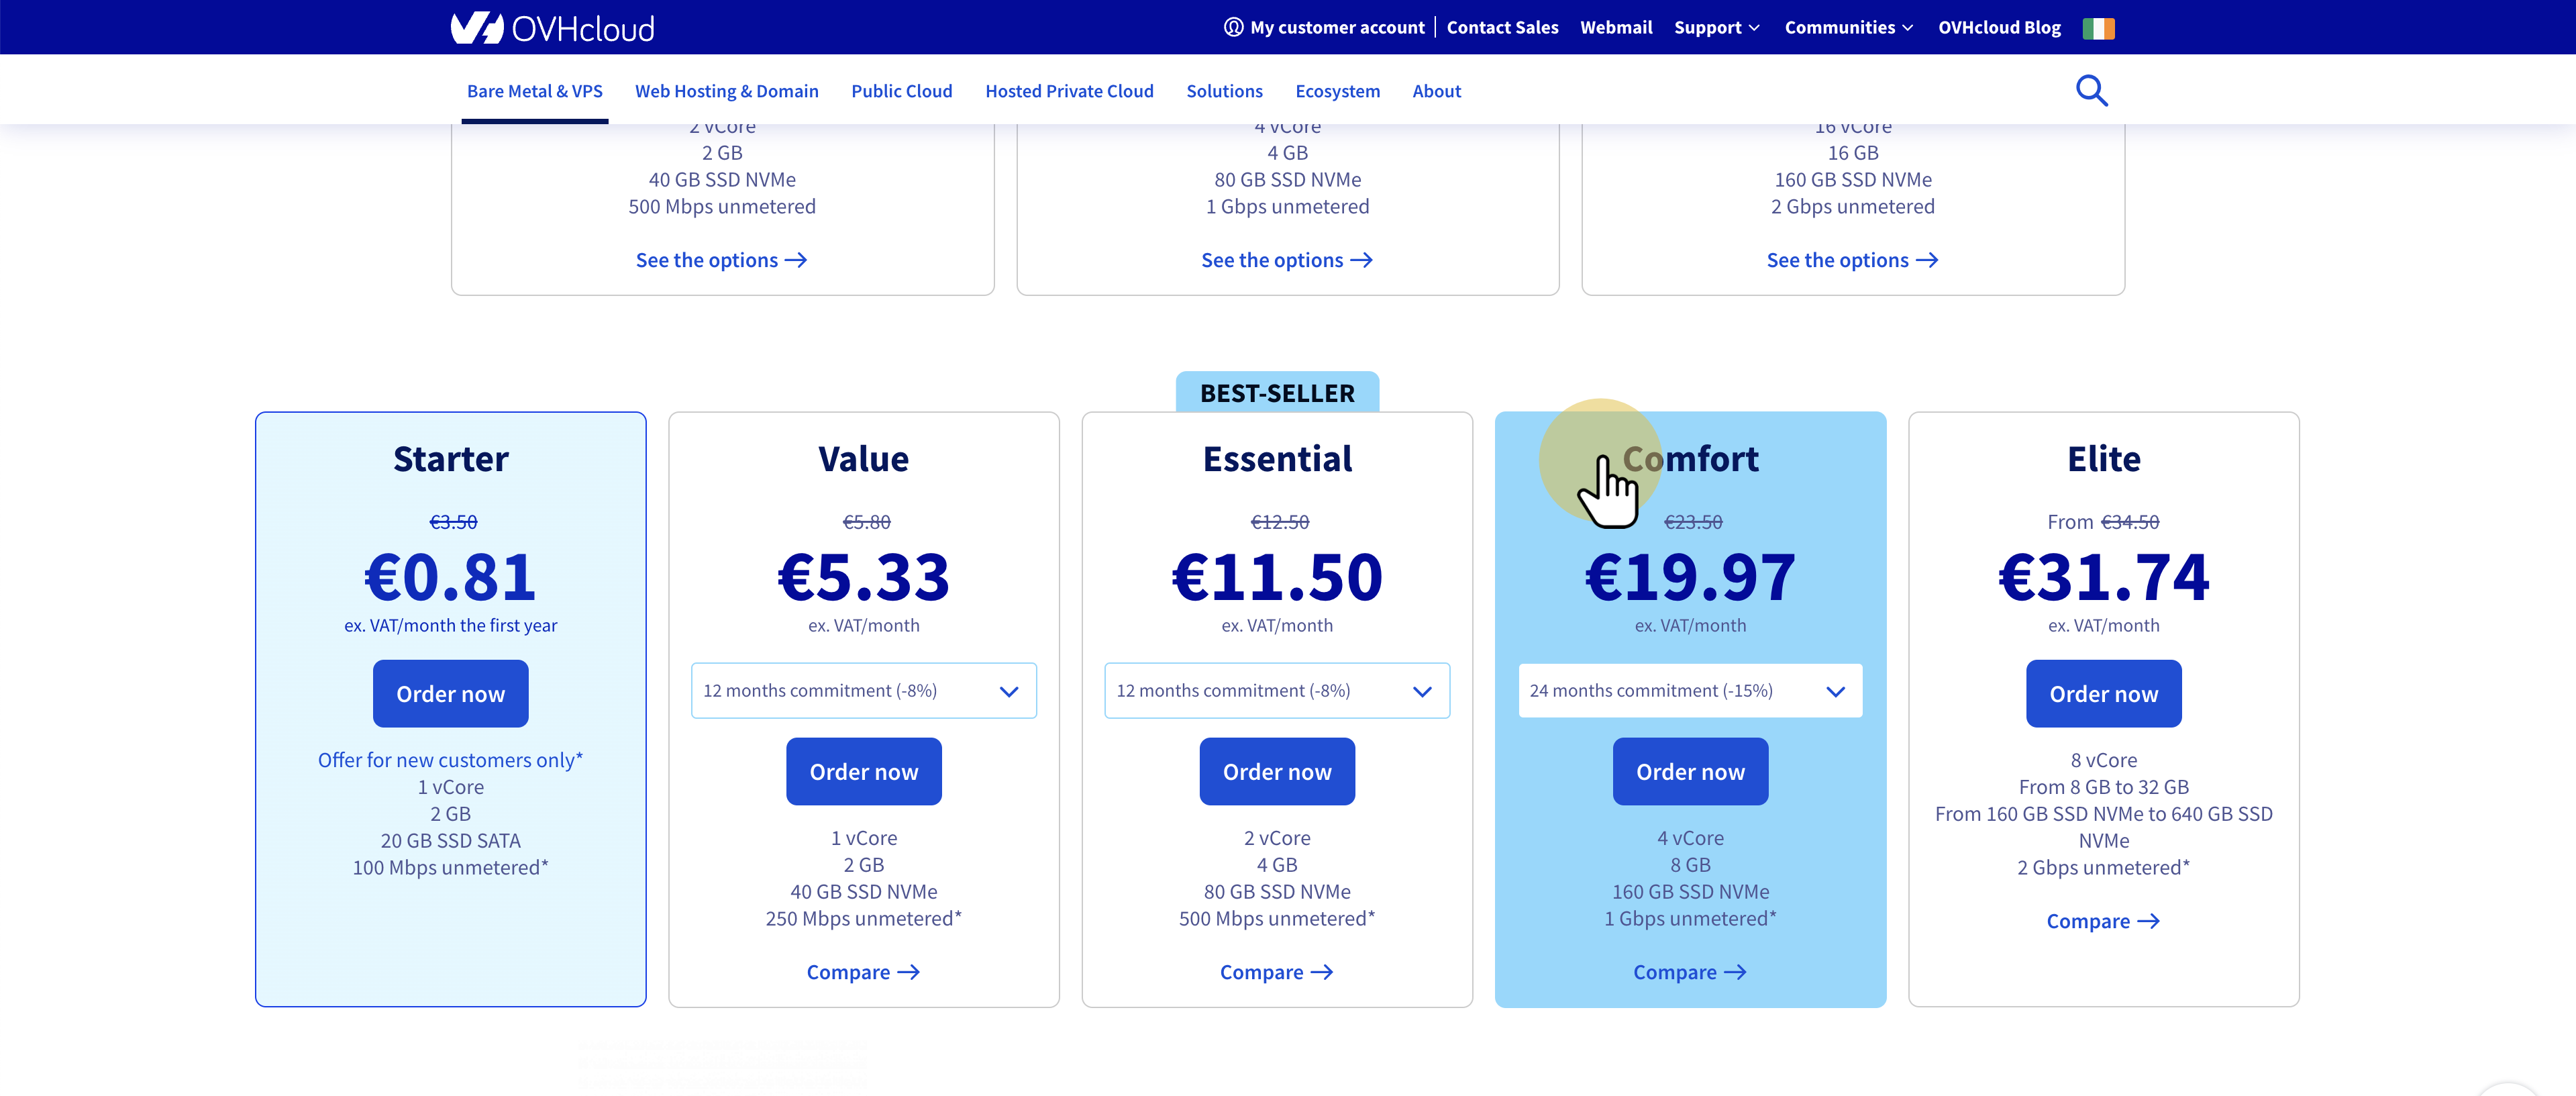 OVHcloud
My customer account
Contact Sales
Webmail
Support
Communities
OVHcloud Blog
Bare Metal & VPS
Web Hosting & Domain
Public Cloud
Hosted Private Cloud
Solutions
Ecosystem
About
2 vCore
2 GB
40 GB SSD NVMe
500 Mbps unmetered
See the options
4 vCore
4 GB
80 GB SSD NVMe
1 Gbps unmetered
See the options
16 vCore
16 GB
160 GB SSD NVMe
2 Gbps unmetered
See the options
Starter
€3.50
€0.81
ex. VAT/month the first year
Order now
Offer for new customers only*
1 vCore
2 GB
20 GB SSD SATA
100 Mbps unmetered*
Value
€5.80
€5.33
ex. VAT/month
12 months commitment (-8%)
Order now
1 vCore
2 GB
40 GB SSD NVMe
250 Mbps unmetered*
Compare
BEST-SELLER
Essential
€12.50
€11.50
ex. VAT/month
12 months commitment (-8%)
Order now
2 vCore
4 GB
80 GB SSD NVMe
500 Mbps unmetered*
Compare
Comfort
€23.50
€19.97
ex. VAT/month
24 months commitment (-15%)
Order now
4 vCore
8 GB
160 GB SSD NVMe
1 Gbps unmetered*
Compare
Elite
From €34.50
€31.74
ex. VAT/month
Order now
8 vCore
From 8 GB to 32 GB
From 160 GB SSD NVMe to 640 GB SSD
NVMe
2 Gbps unmetered*
Compare